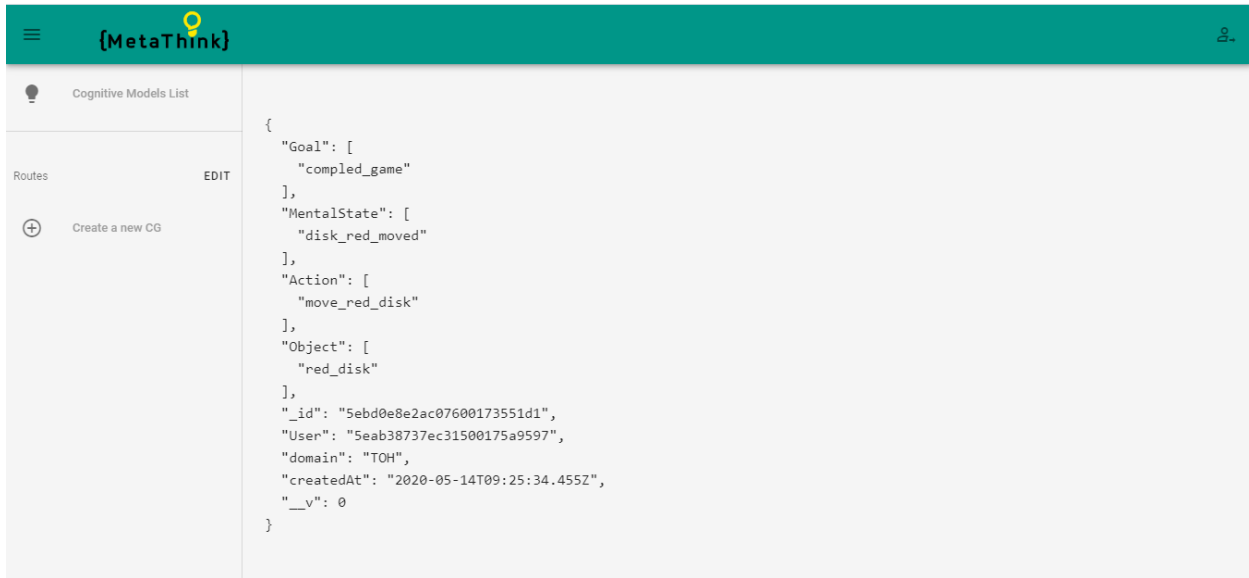 {MetaThink}
Cognitive Models List
Routes EDIT
Create a new CG
{
  "Goal": [
    "compled_game"
  ],
  "MentalState": [
    "disk_red_moved"
  ],
  "Action": [
    "move_red_disk"
  ],
  "Object": [
    "red_disk"
  ],
  "_id": "5ebd0e8e2ac07600173551d1",
  "User": "5eab38737ec31500175a9597",
  "domain": "TOH",
  "createdAt": "2020-05-14T09:25:34.455Z",
  "__v": 0
}